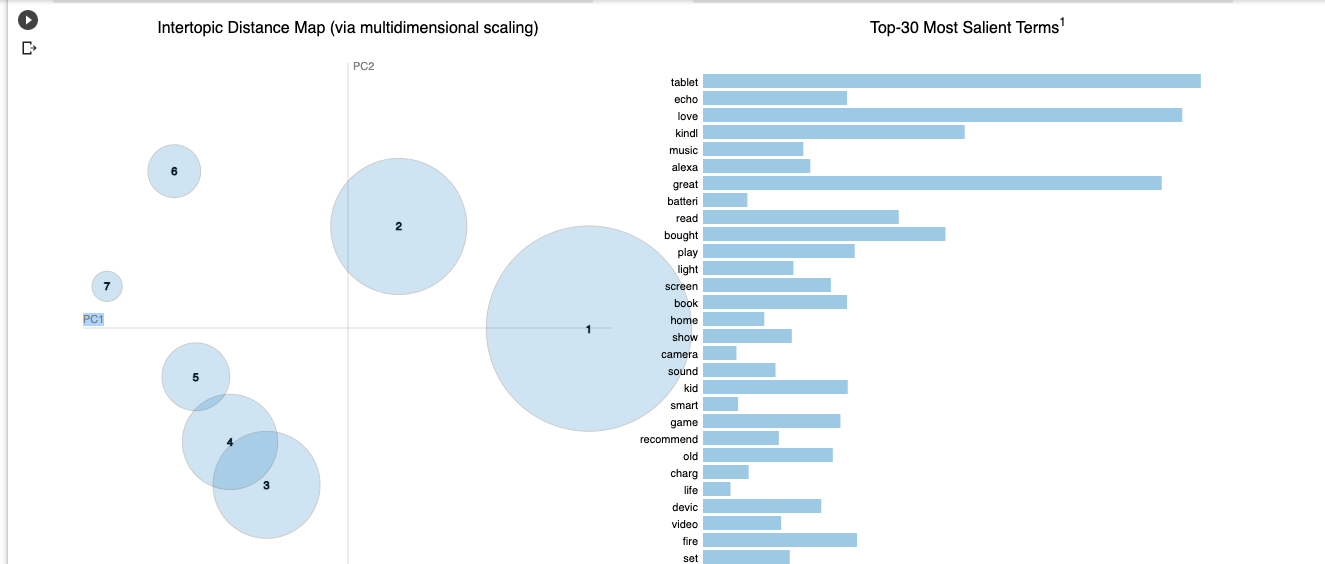 Intertopic Distance Map (via multidimensional scaling)
PC2
6
2
7
PC1
1
5
4
3
Top-30 Most Salient Terms1
tablet
echo
love
kindl
music
alexa
great
batteri
read
bought
play
light
screen
book
home
show
camera
sound
kid
smart
game
recommend
old
charg
life
devic
video
fire
set